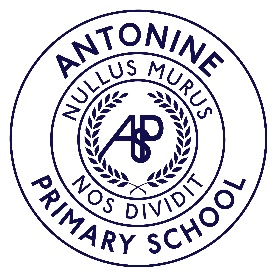 ANTONINE
NULLUS MURUS
APS
NOS DIVIDIT
PRIMARY SCHOOL